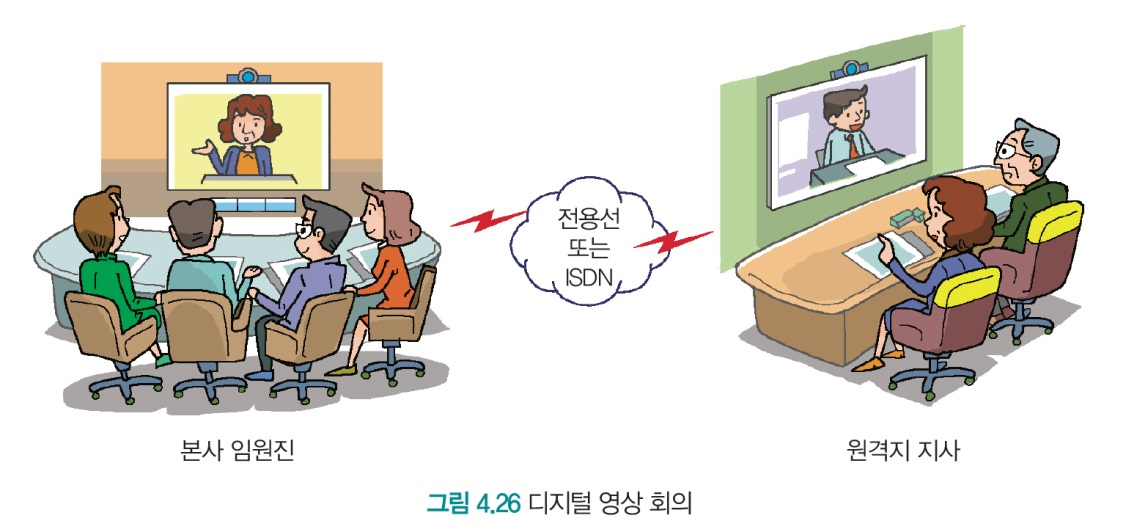 전용선
또는
ISDN
본사 임원진
원격지 지사
그림 4.26 디지털 영상 회의